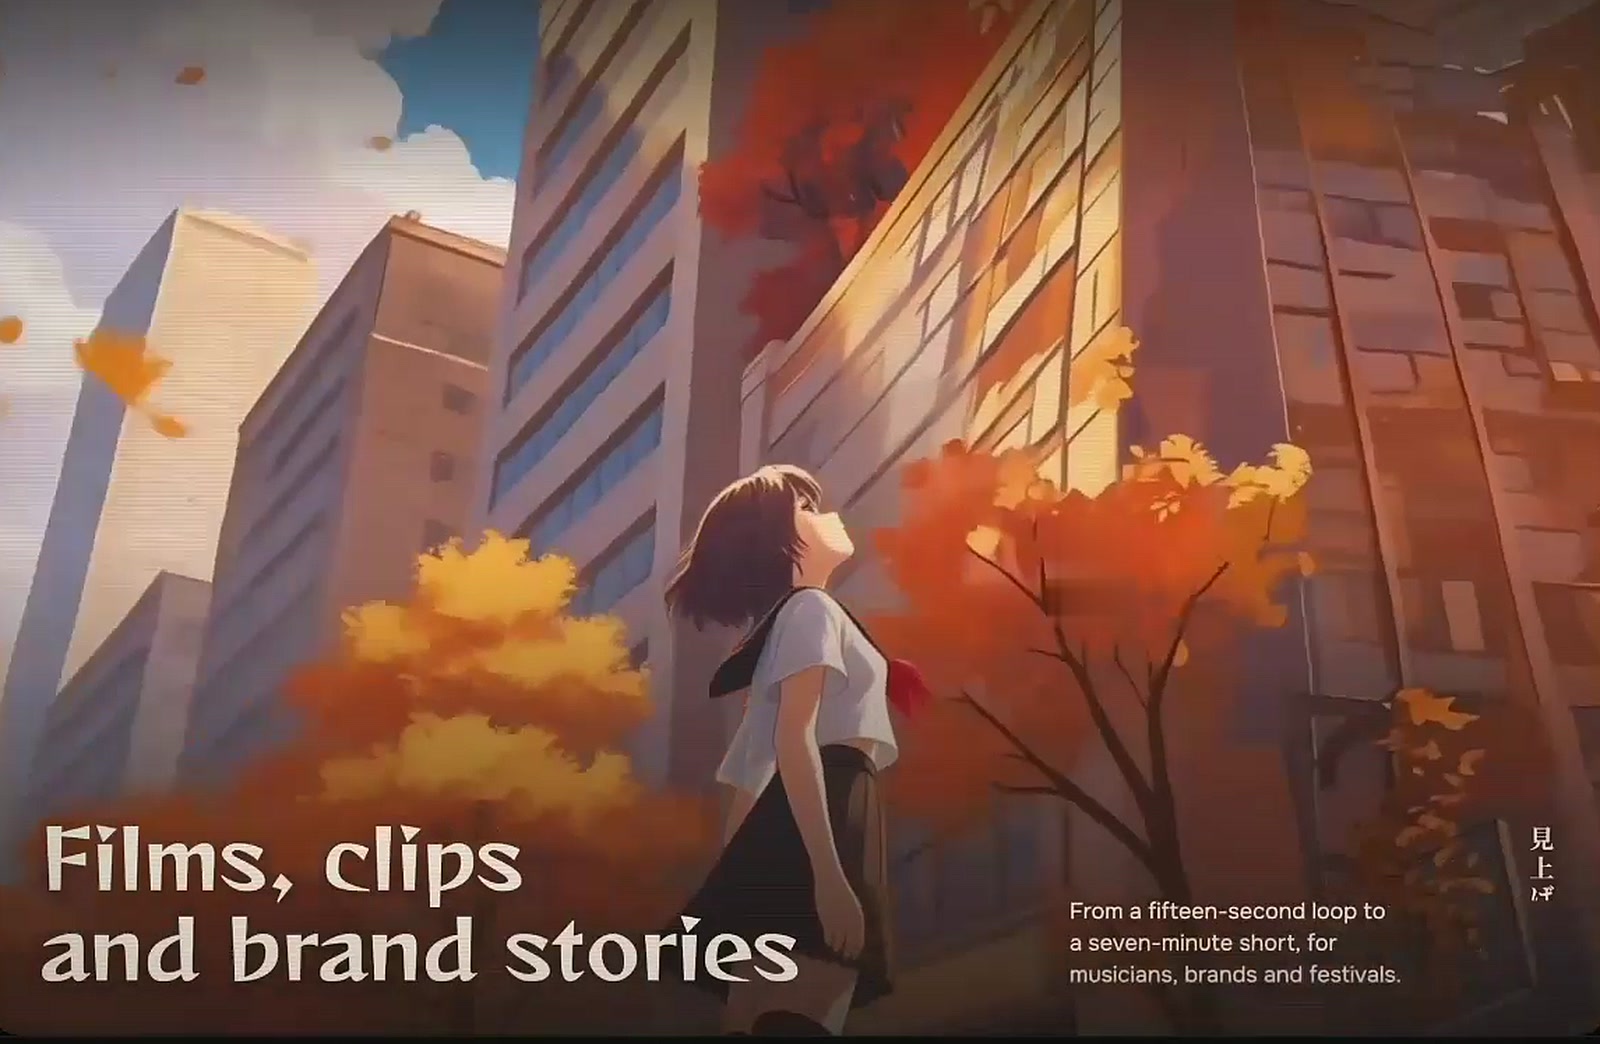 Films, clips
and brand stories
From a fifteen-second loop to
a seven-minute short, for
musicians, brands and festivals.
見上げ